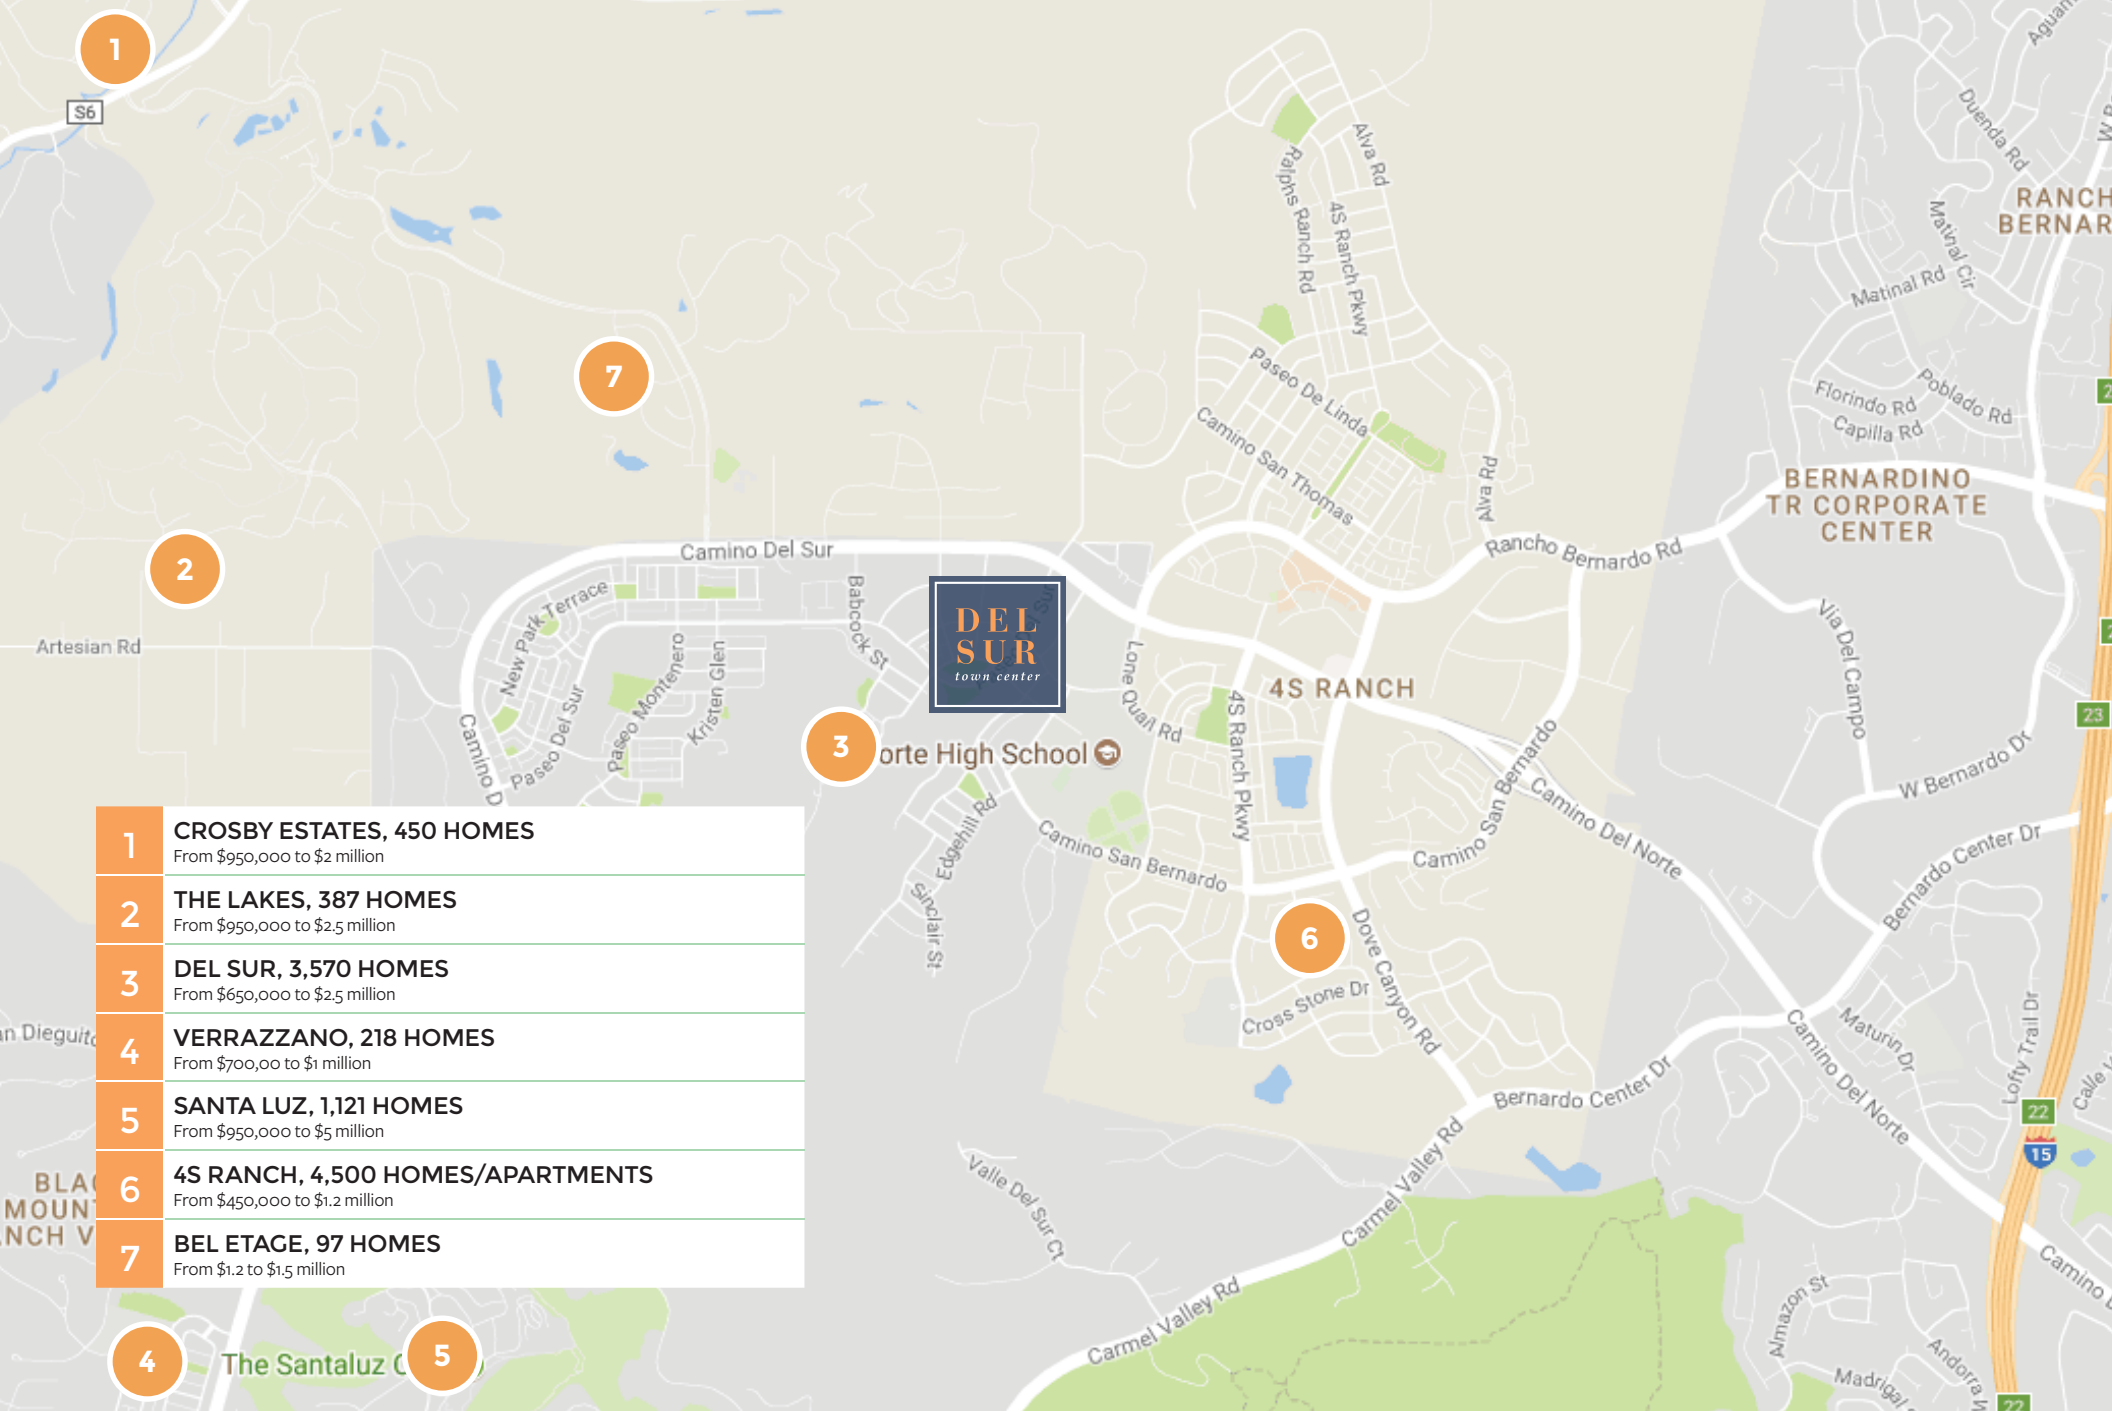 1
S6
Aguam
Duenda Rd
RANCH
BERNAR
Alva Rd
Ralphs Ranch Rd
4S Ranch Pkwy
Matinal Cir
Matinal Rd
7
Paseo De Linda
Camino San Thomas
Florindo Rd
Poblado Rd
Capilla Rd
Alva Rd
BERNARDINO
TR CORPORATE
CENTER
2
Camino Del Sur
Rancho Bernardo Rd
Artesian Rd
New Park Terrace
Babcock St
DEL
SUR
town center
Via Del Campo
Paseo Montenero
Kristen Glen
Lone Quail Rd
4S RANCH
4S Ranch Pkwy
23
Paseo Del Sur
Camino D
3
orte High School
W Bernardo Dr
Camino San Bernardo
Camino Del Norte
Edgehill Rd
Camino San Bernardo
Bernardo Center Dr
Sinclair St
6
Dove Canyon Rd
Cross Stone Dr
1
CROSBY ESTATES, 450 HOMES
From $950,000 to $2 million
2
THE LAKES, 387 HOMES
From $950,000 to $2.5 million
3
DEL SUR, 3,570 HOMES
From $650,000 to $2.5 million
4
VERRAZZANO, 218 HOMES
From $700,00 to $1 million
5
SANTA LUZ, 1,121 HOMES
From $950,000 to $5 million
6
4S RANCH, 4,500 HOMES/APARTMENTS
From $450,000 to $1.2 million
7
BEL ETAGE, 97 HOMES
From $1.2 to $1.5 million
an Dieguito
Maturin Dr
Camino Del Norte
Lofty Trail Dr
Calle
Bernardo Center Dr
22
15
BLAC
MOUNT
NCH V
Valle Del Sur Ct
Carmel Valley Rd
Carmel Valley Rd
Camino
Almazon St
4
The Santaluz C
5
Andorra W
Madrigal
22